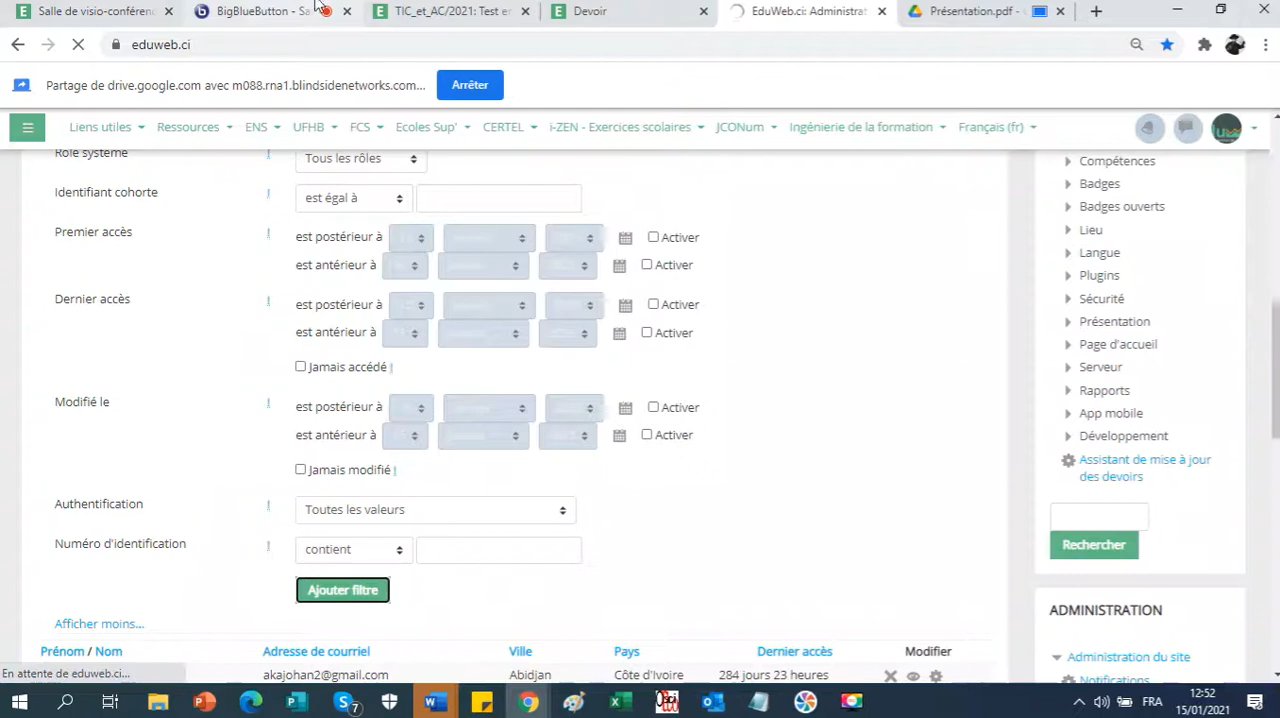 Salle de visio-conférenc
BigBlueButton - Sa
TIC_et_AC/2021: Test e
Devoir
EduWeb.ci: Administrat
Présentation.pdf -
eduweb.ci
Partage de drive.google.com avec m088.rna1.blindsidenetworks.com...
Arrêter
Liens utiles Ressources ENS UFHB FCS Ecoles Sup' CERTEL i-ZEN - Exercices scolaires JCONum Ingénierie de la formation Français (fr)
Rôle système
Tous les rôles
Identifiant cohorte
est égal à
Premier accès
est postérieur à
Activer
est antérieur à
Activer
Dernier accès
est postérieur à
Activer
est antérieur à
Activer
Jamais accédé
Modifié le
est postérieur à
Activer
est antérieur à
Activer
Jamais modifié
Authentification
Toutes les valeurs
Numéro d'identification
contient
Ajouter filtre
Afficher moins...
Prénom / Nom
Adresse de courriel
Ville
Pays
Dernier accès
Modifier
akajohan2@gmail.com
Abidjan
Côte d'Ivoire
284 jours 23 heures
Compétences
Badges
Badges ouverts
Lieu
Langue
Plugins
Sécurité
Présentation
Page d'accueil
Serveur
Rapports
App mobile
Développement
Assistant de mise à jour
des devoirs
Rechercher
ADMINISTRATION
Administration du site
Notifications
En attente de eduweb.ci...
7
FRA
12:52
15/01/2021